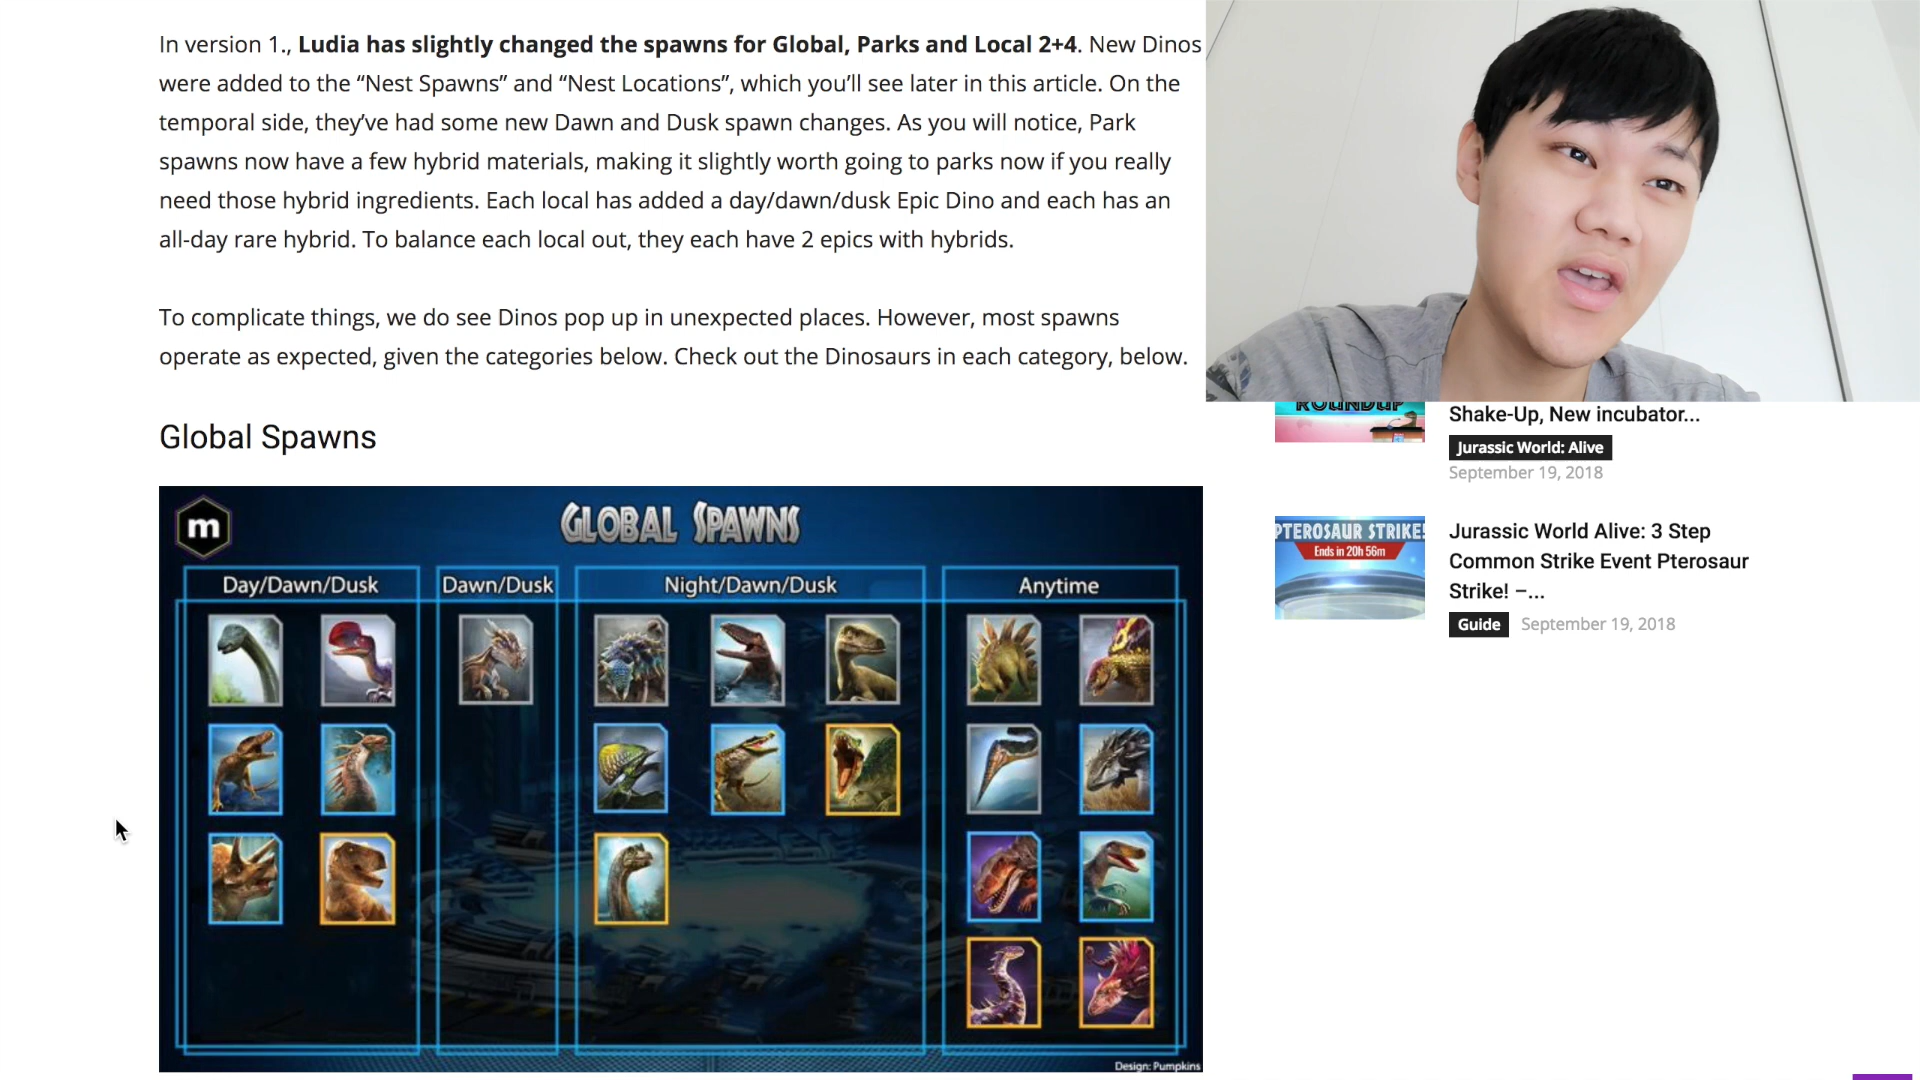 In version 1., Ludia has slightly changed the spawns for Global, Parks and Local 2+4. New Dinos
were added to the “Nest Spawns” and “Nest Locations”, which you’ll see later in this article. On the
temporal side, they’ve had some new Dawn and Dusk spawn changes. As you will notice, Park
spawns now have a few hybrid materials, making it slightly worth going to parks now if you really
need those hybrid ingredients. Each local has added a day/dawn/dusk Epic Dino and each has an
all-day rare hybrid. To balance each local out, they each have 2 epics with hybrids.
To complicate things, we do see Dinos pop up in unexpected places. However, most spawns
operate as expected, given the categories below. Check out the Dinosaurs in each category, below.
Global Spawns
m
GLOBAL SPAWNS
Day/Dawn/Dusk
Dawn/Dusk
Night/Dawn/Dusk
Anytime
Design: Pumpkins
ROUNDUP
Shake-Up, New incubator...
Jurassic World: Alive
September 19, 2018
PTEROSAUR STRIKE!
Ends in 20h 56m
Jurassic World Alive: 3 Step
Common Strike Event Pterosaur
Strike! –...
Guide September 19, 2018